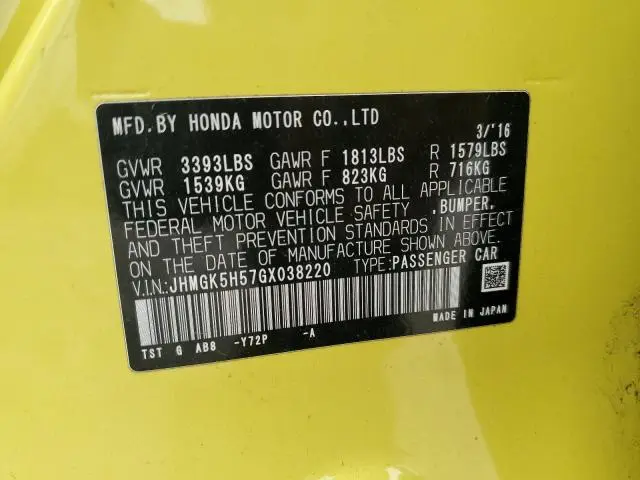 MFD.BY HONDA MOTOR CO.,LTD 3/'16
GVWR 3393LBS GAWR F 1813LBS R 1579LBS
GVWR 1539KG GAWR F 823KG R 716KG
THIS VEHICLE CONFORMS TO ALL APPLICABLE
FEDERAL MOTOR VEHICLE SAFETY ,BUMPER,
AND THEFT PREVENTION STANDARDS IN EFFECT
ON THE DATE OF MANUFACTURE SHOWN ABOVE.
V.I.N:JHMGK5H57GX038220 TYPE:PASSENGER CAR
TST G AB8 -Y72P -A
MADE IN JAPAN